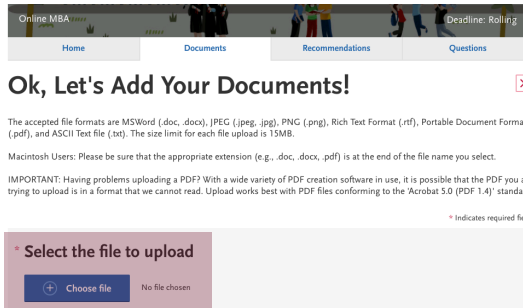 Online MBA
Deadline: Rolling
Home Documents Recommendations Questions
Ok, Let's Add Your Documents!
The accepted file formats are MSWord (.doc, .docx), JPEG (.jpeg, .jpg), PNG (.png), Rich Text Format (.rtf), Portable Document Forma
(.pdf), and ASCII Text file (.txt). The size limit for each file upload is 15MB.
Macintosh Users: Please be sure that the appropriate extension (e.g., .doc, .docx, .pdf) is at the end of the file name you select.
IMPORTANT: Having problems uploading a PDF? With a wide variety of PDF creation software in use, it is possible that the PDF you a
trying to upload is in a format that we cannot read. Upload works best with PDF files conforming to the 'Acrobat 5.0 (PDF 1.4)' standa
* Indicates required fie
* Select the file to upload
Choose file No file chosen